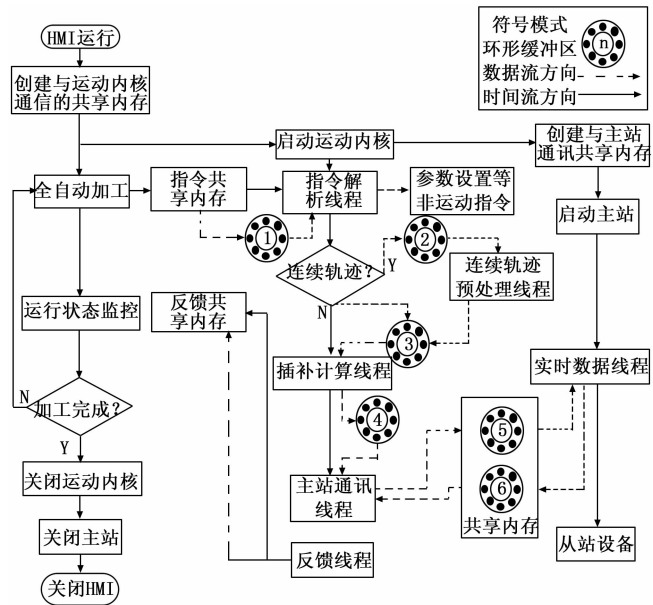 HMI运行
符号模式
环形缓冲区
n
数据流方向
时间流方向
创建与运动内核
通信的共享内存
启动运动内核
创建与主站
通讯共享内存
全自动加工
指令共
享内存
指令解
析线程
参数设置等
非运动指令
启动主站
①
②
连续轨迹?
Y
连续轨迹
预处理线程
运行状态监控
反馈共
享内存
N
③
插补计算线程
实时数据线程
N
加工完成?
④
Y
⑤
关闭运动内核
主站通讯
线程
⑥
共享内存
关闭主站
反馈线程
从站设备
关闭HMI